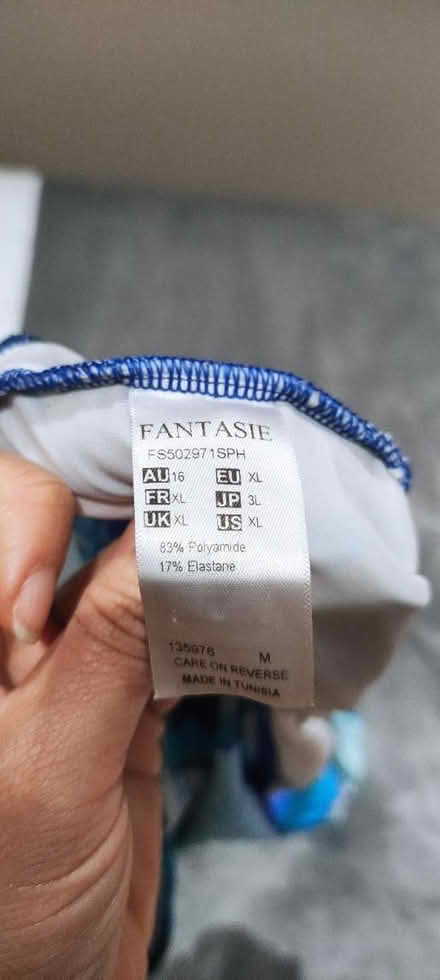 FANTASIE
FS502971SPH
AU 16 EU XL
FR XL JP 3L
UK XL US XL
83% Polyamide
17% Elastane
135976 M
CARE ON REVERSE
MADE IN TUNISIA